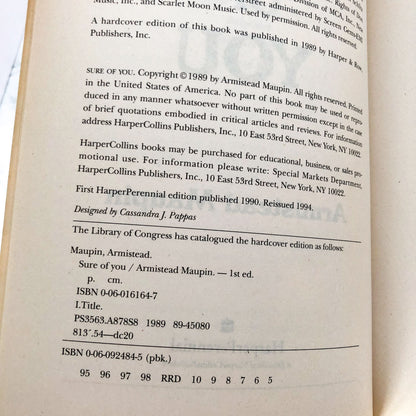 Music, Inc., and Scarlet Moon Music. Used by permission. All rights reserved.
A hardcover edition of this book was published in 1989 by Harper & Row
Publishers, Inc.
SURE OF YOU. Copyright © 1989 by Armistead Maupin. All rights reserved. Printed
in the United States of America. No part of this book may be used or repro-
duced in any manner whatsoever without written permission except in the case
of brief quotations embodied in critical articles and reviews. For information
address HarperCollins Publishers, Inc., 10 East 53rd Street, New York, NY 10022.
HarperCollins books may be purchased for educational, business, or sales pro-
motional use. For information please write: Special Markets Department,
HarperCollins Publishers, Inc., 10 East 53rd Street, New York, NY 10022.
First HarperPerennial edition published 1990. Reissued 1994.
Designed by Cassandra J. Pappas
The Library of Congress has catalogued the hardcover edition as follows:
Maupin, Armistead.
Sure of you / Armistead Maupin. — 1st ed.
p. cm.
ISBN 0-06-016164-7
I.Title.
PS3563.A878S8 1989 89-45080
813'.54—dc20
ISBN 0-06-092484-5 (pbk.)
95 96 97 98 RRD 10 9 8 7 6 5